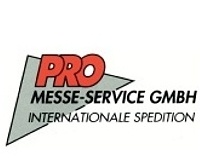 PRO
MESSE-SERVICE GMBH
INTERNATIONALE SPEDITION